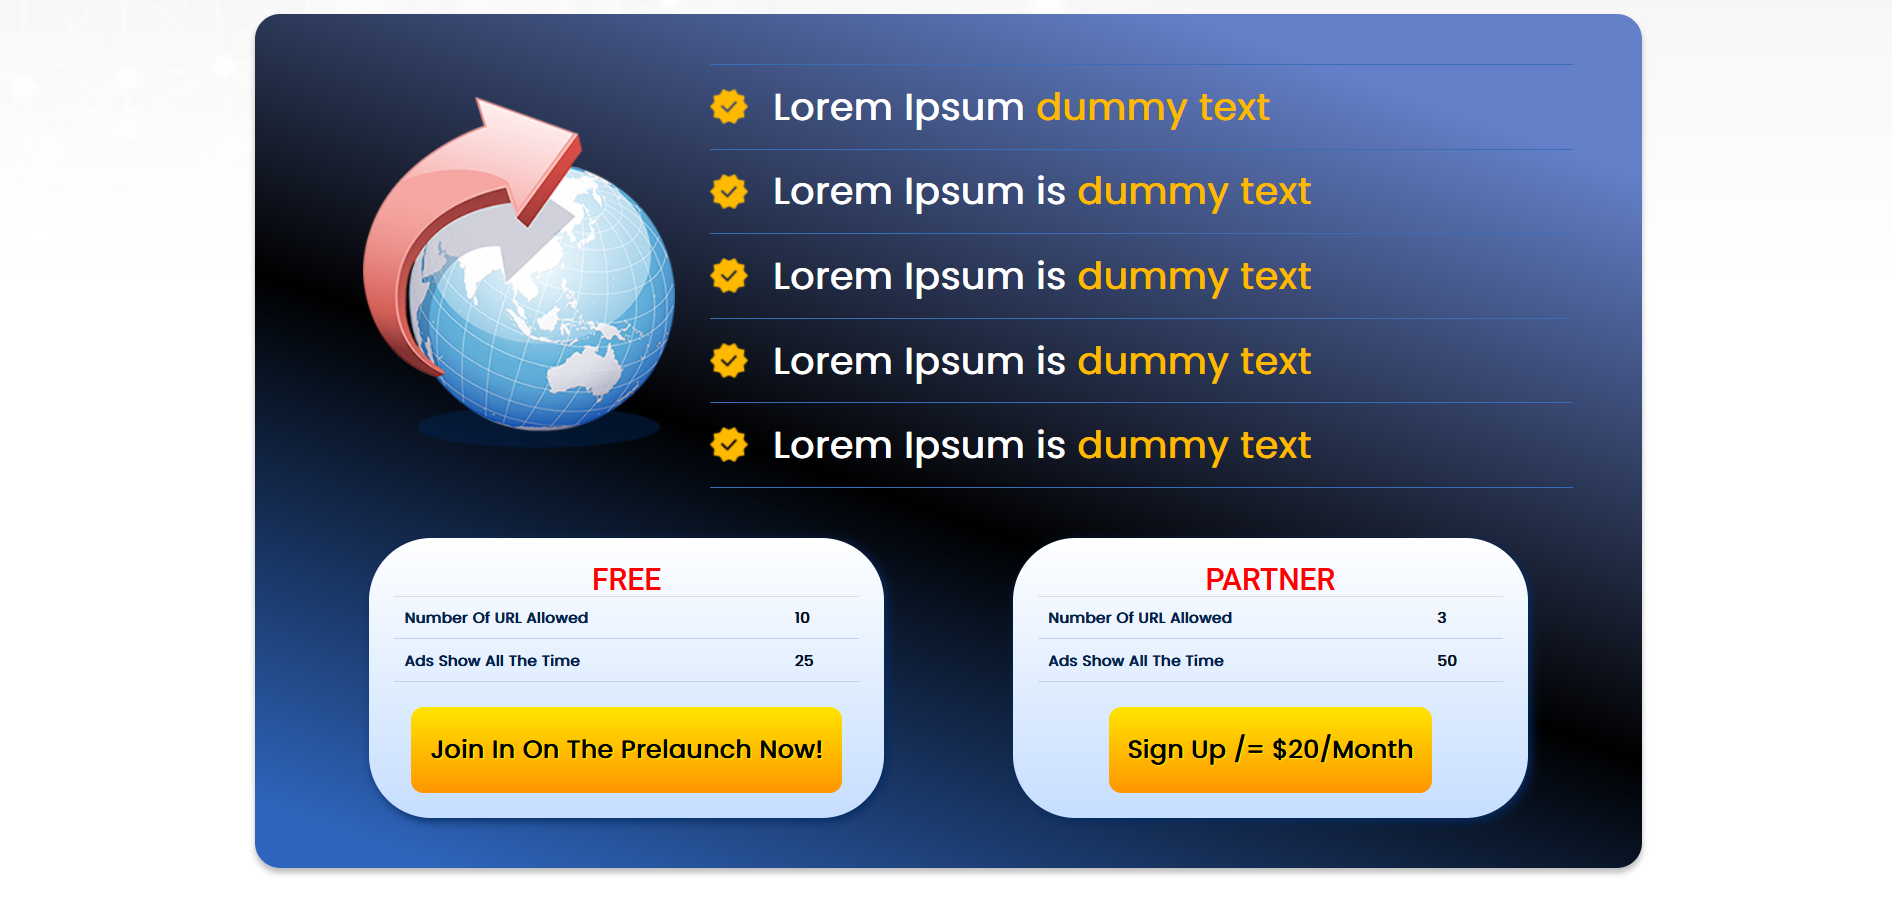 Lorem Ipsum dummy text
Lorem Ipsum is dummy text
Lorem Ipsum is dummy text
Lorem Ipsum is dummy text
Lorem Ipsum is dummy text
FREE
Number Of URL Allowed 10
Ads Show All The Time 25
Join In On The Prelaunch Now!
PARTNER
Number Of URL Allowed 3
Ads Show All The Time 50
Sign Up /= $20/Month